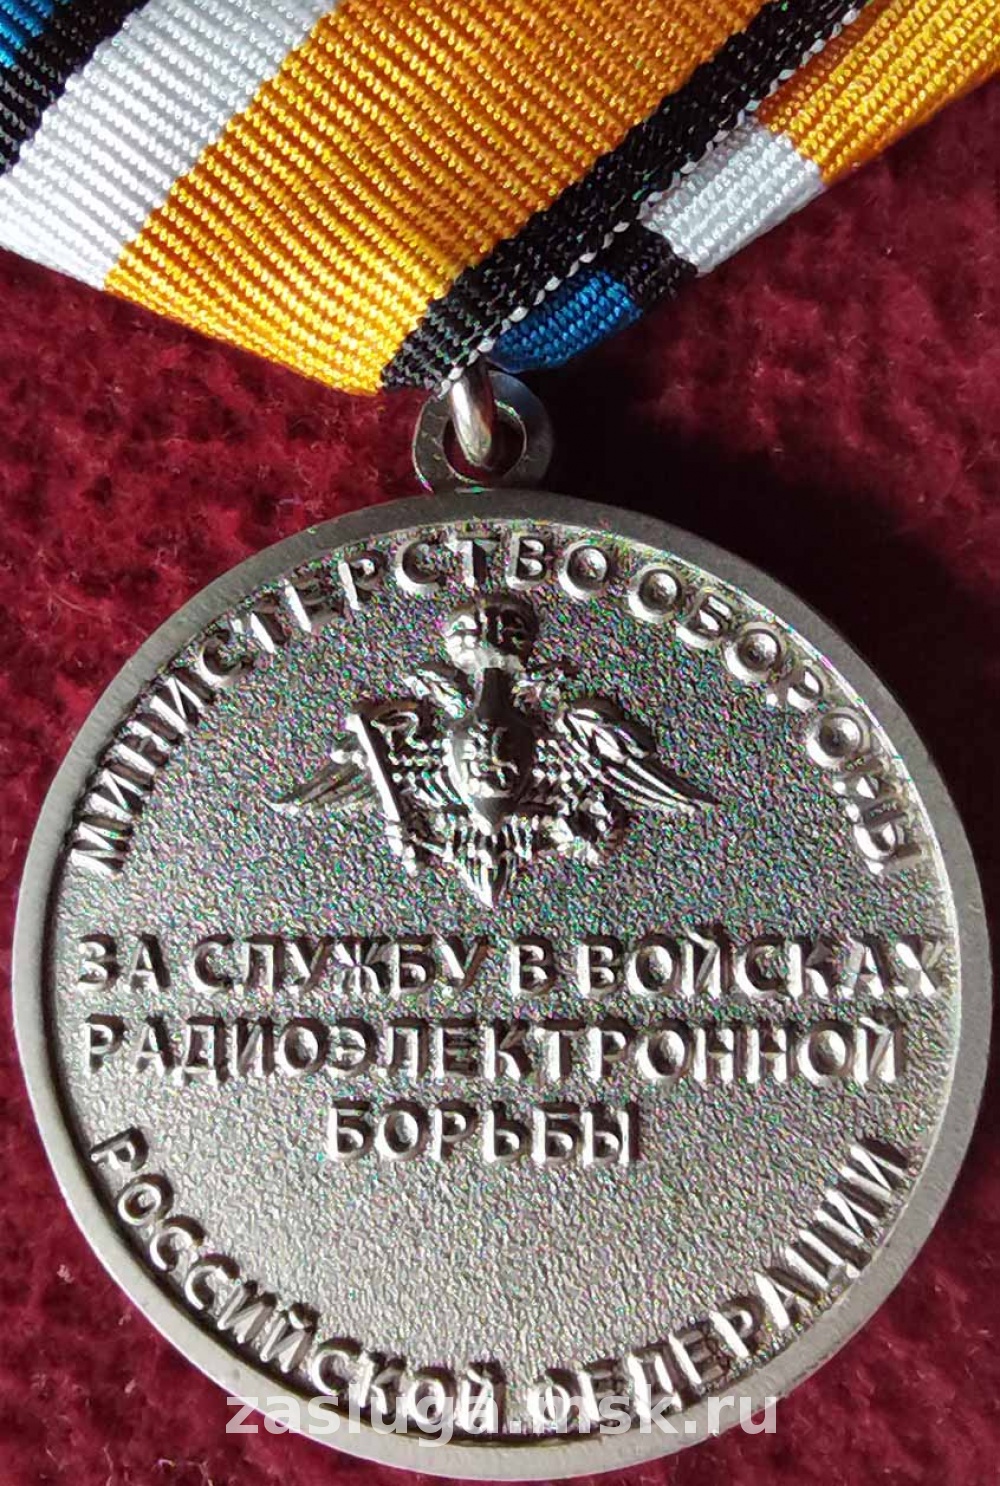 МИНИСТЕРСТВО ОБОРОНЫ
ЗА СЛУЖБУ В ВОЙСКАХ
РАДИОЭЛЕКТРОННОЙ
БОРЬБЫ
РОССИЙСКОЙ ФЕДЕРАЦИИ
zasluga.msk.ru